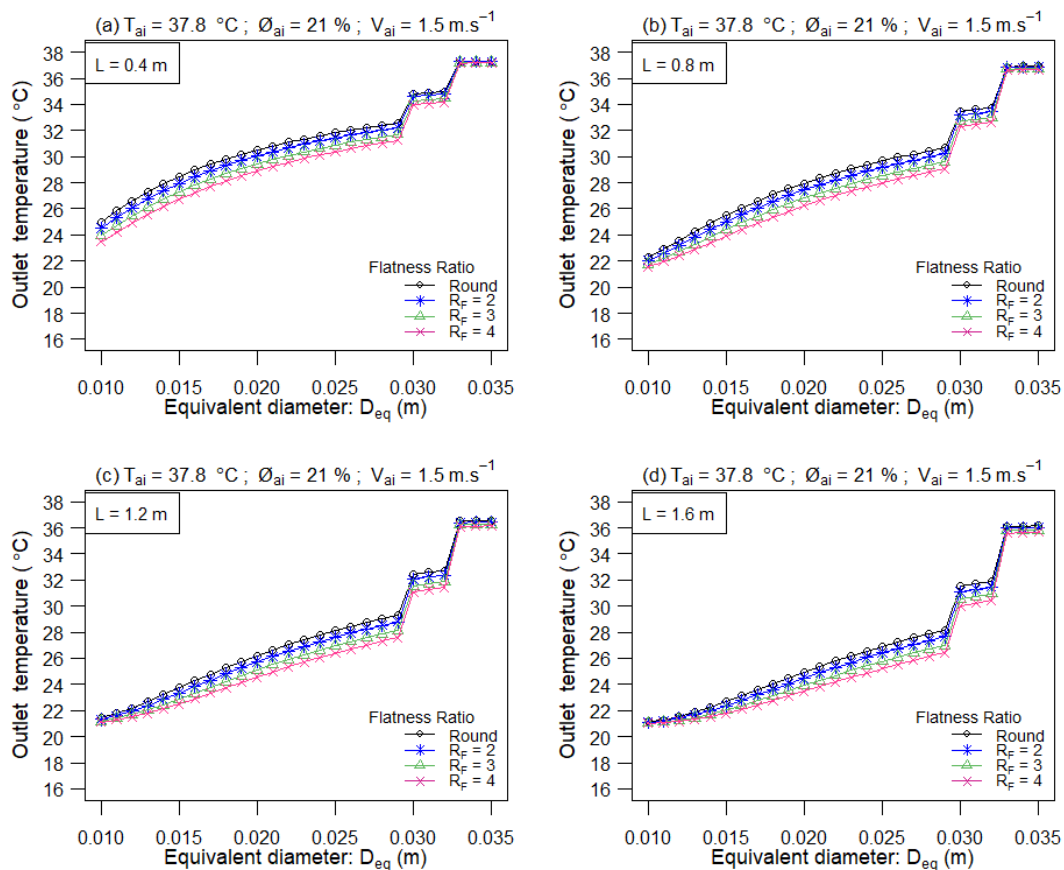 (a) Tai = 37.8 °C ; Øai = 21 % ; Vai = 1.5 m.s−1
L = 0.4 m
Outlet temperature ( °C)
38
36
34
32
30
28
26
24
22
20
18
16
Flatness Ratio
Round
RF = 2
RF = 3
RF = 4
0.010 0.015 0.020 0.025 0.030 0.035
Equivalent diameter: Deq (m)
(b) Tai = 37.8 °C ; Øai = 21 % ; Vai = 1.5 m.s−1
L = 0.8 m
Outlet temperature ( °C)
38
36
34
32
30
28
26
24
22
20
18
16
Flatness Ratio
Round
RF = 2
RF = 3
RF = 4
0.010 0.015 0.020 0.025 0.030 0.035
Equivalent diameter: Deq (m)
(c) Tai = 37.8 °C ; Øai = 21 % ; Vai = 1.5 m.s−1
L = 1.2 m
Outlet temperature ( °C)
38
36
34
32
30
28
26
24
22
20
18
16
Flatness Ratio
Round
RF = 2
RF = 3
RF = 4
0.010 0.015 0.020 0.025 0.030 0.035
Equivalent diameter: Deq (m)
(d) Tai = 37.8 °C ; Øai = 21 % ; Vai = 1.5 m.s−1
L = 1.6 m
Outlet temperature ( °C)
38
36
34
32
30
28
26
24
22
20
18
16
Flatness Ratio
Round
RF = 2
RF = 3
RF = 4
0.010 0.015 0.020 0.025 0.030 0.035
Equivalent diameter: Deq (m)